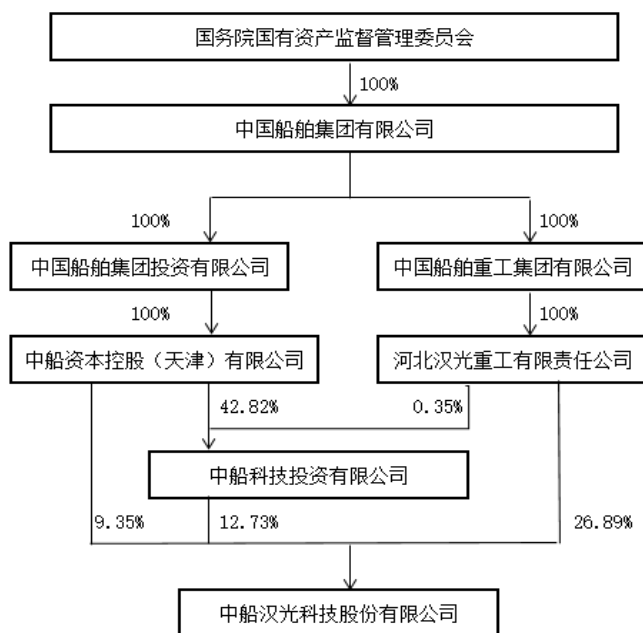 国务院国有资产监督管理委员会
100%
中国船舶集团有限公司
100%
100%
中国船舶集团投资有限公司
中国船舶重工集团有限公司
100%
100%
中船资本控股（天津）有限公司
河北汉光重工有限责任公司
42.82%
0.35%
中船科技投资有限公司
9.35%
12.73%
26.89%
中船汉光科技股份有限公司